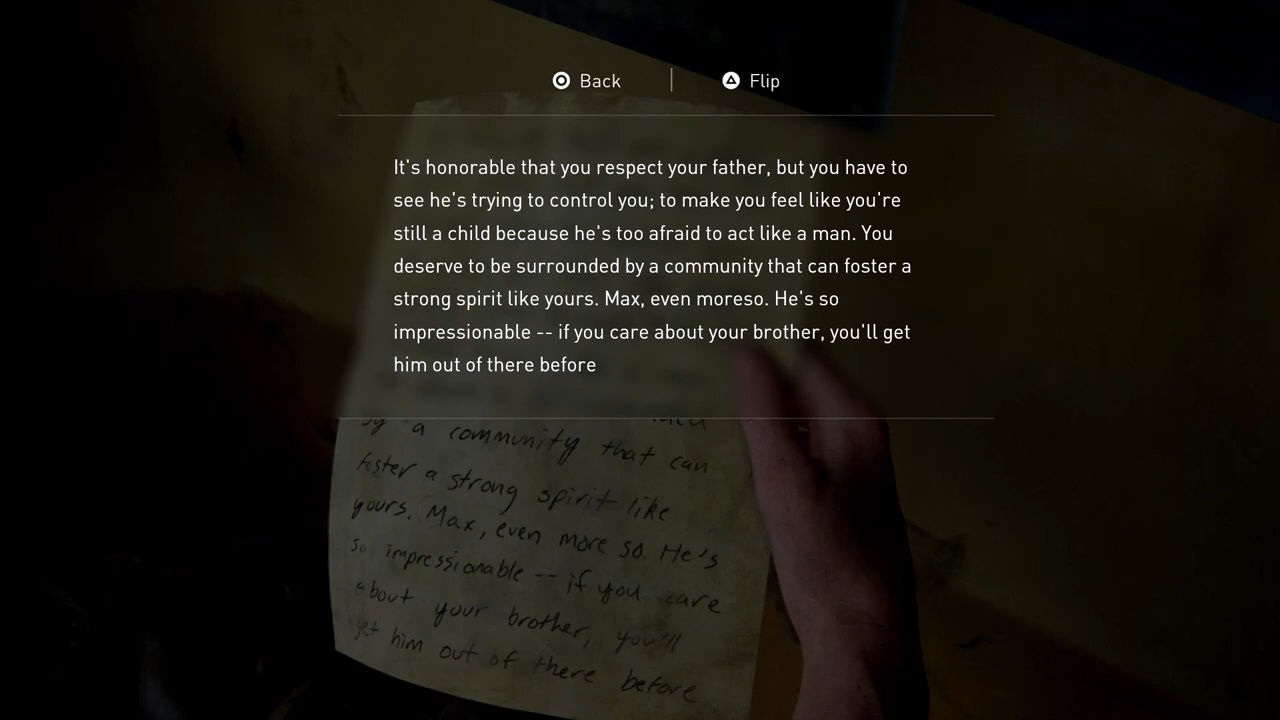 Back | Flip
It's honorable that you respect your father, but you have to
see he's trying to control you; to make you feel like you're
still a child because he's too afraid to act like a man. You
deserve to be surrounded by a community that can foster a
strong spirit like yours. Max, even moreso. He's so
impressionable -- if you care about your brother, you'll get
him out of there before
by a community that can
foster a strong spirit like
yours. Max, even more so. He's
so impressionable -- if you care
about your brother, you'll
get him out of there before